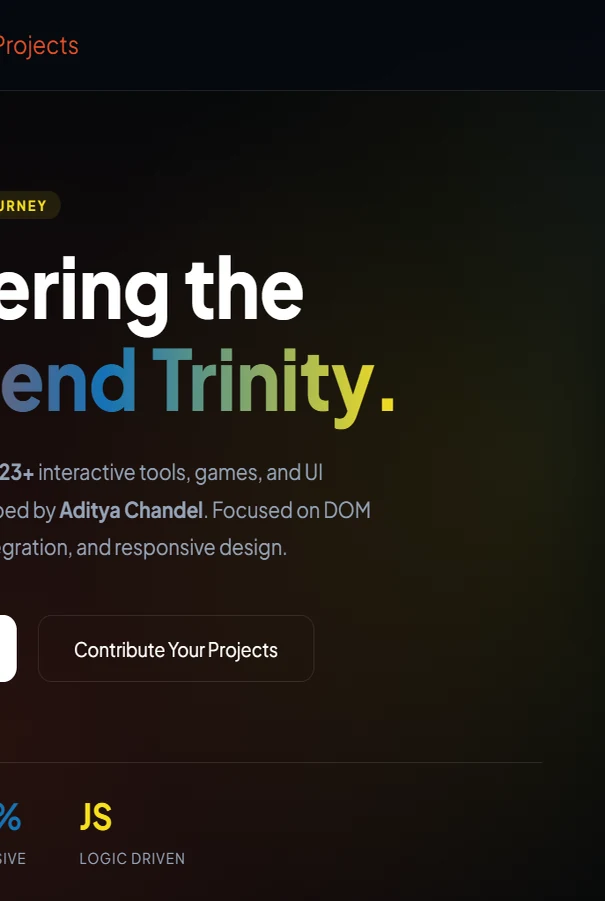 Projects
URNEY
ering the
end Trinity.
23+ interactive tools, games, and UI
ped by Aditya Chandel. Focused on DOM
egration, and responsive design.
Contribute Your Projects
% JS
SIVE LOGIC DRIVEN